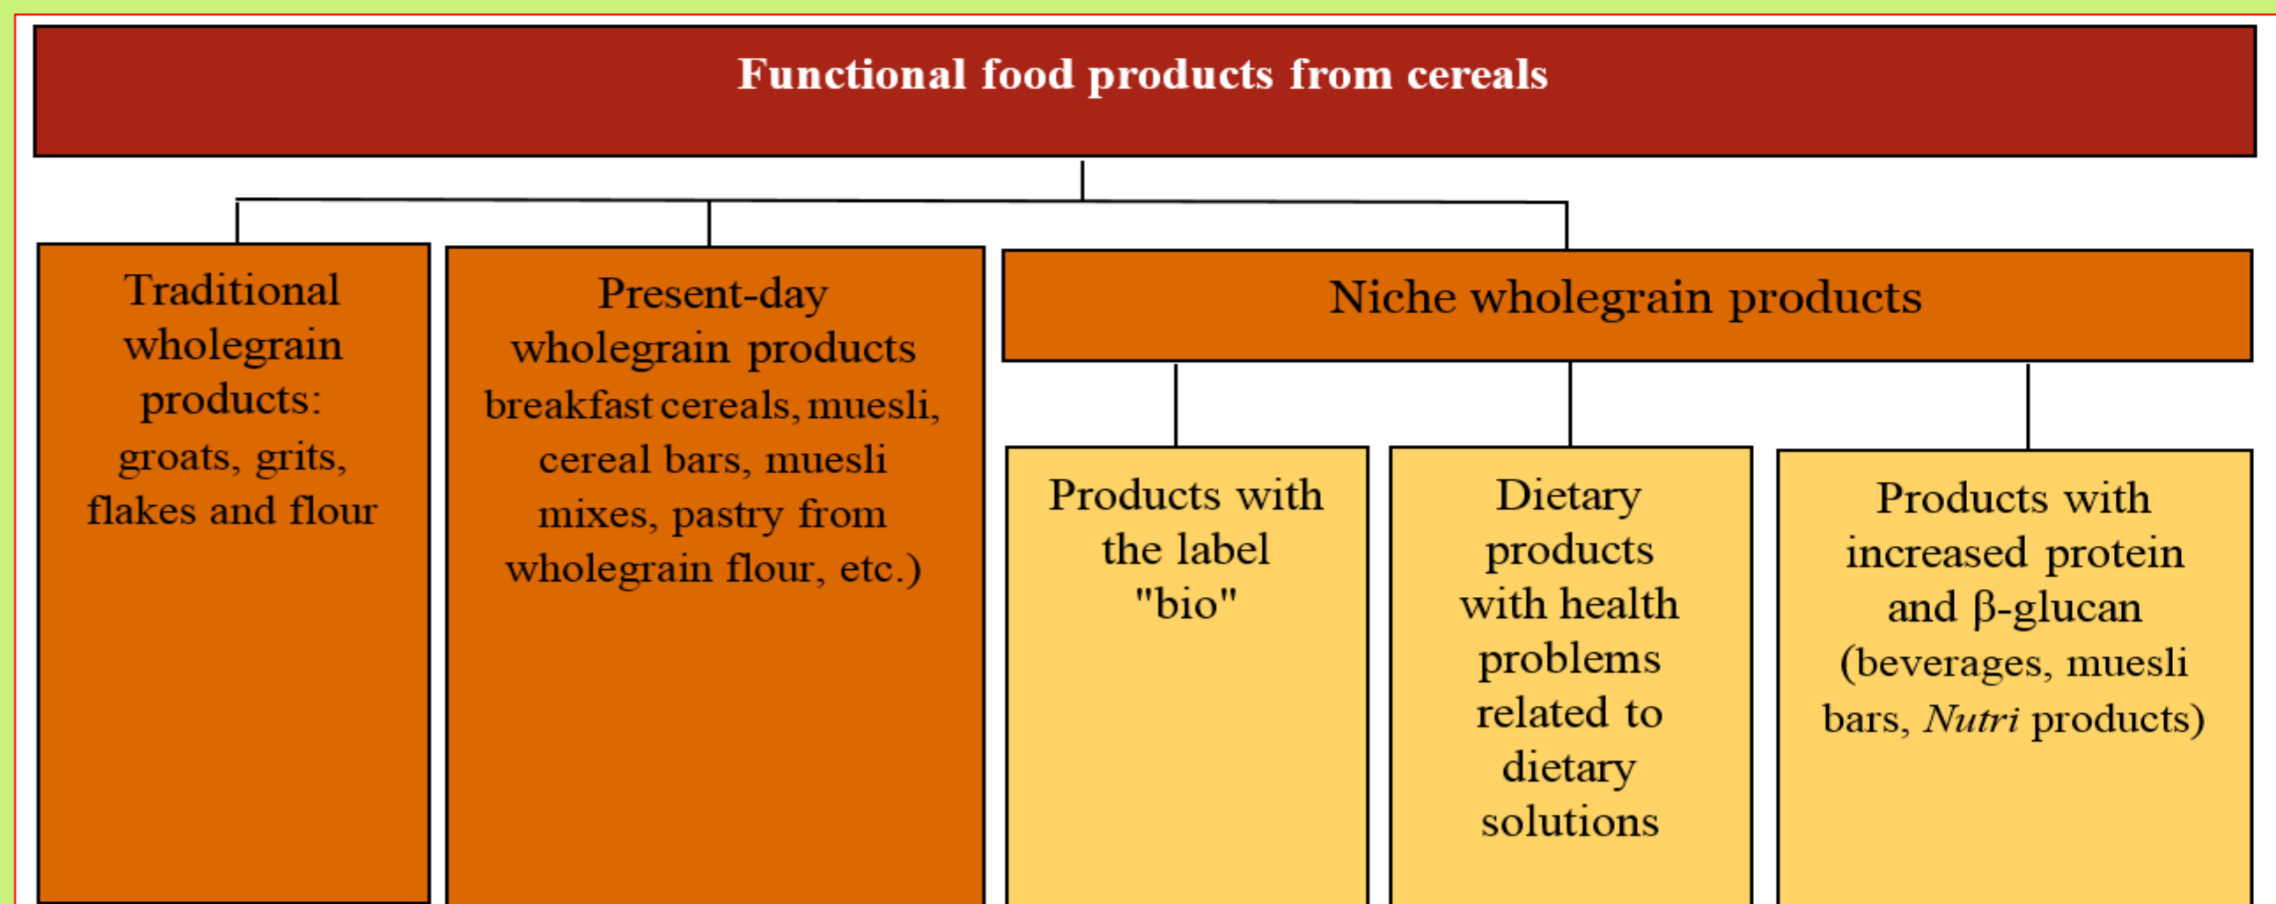 Functional food products from cereals
Traditional
wholegrain
products:
groats, grits,
flakes and flour
Present-day
wholegrain products
breakfast cereals, muesli,
cereal bars, muesli
mixes, pastry from
wholegrain flour, etc.)
Niche wholegrain products
Products with
the label
"bio"
Dietary
products
with health
problems
related to
dietary
solutions
Products with
increased protein
and β-glucan
(beverages, muesli
bars, Nutri products)